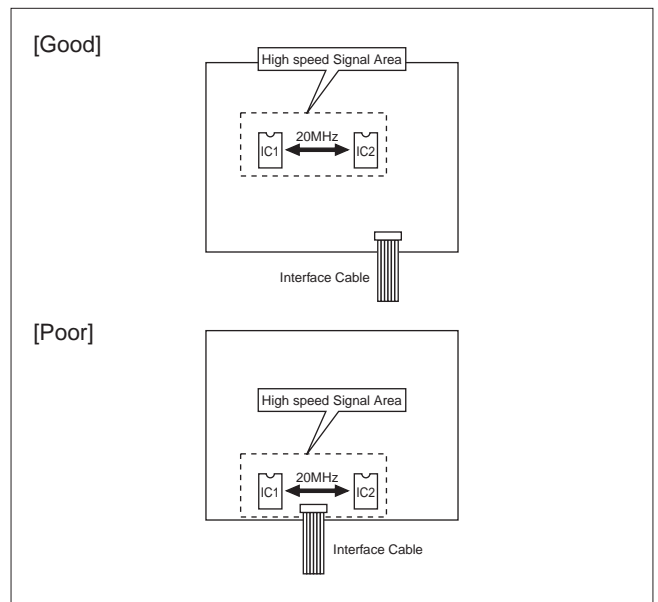 [Good]
High speed Signal Area
20MHz
IC1
IC2
Interface Cable
[Poor]
High speed Signal Area
20MHz
IC1
IC2
Interface Cable